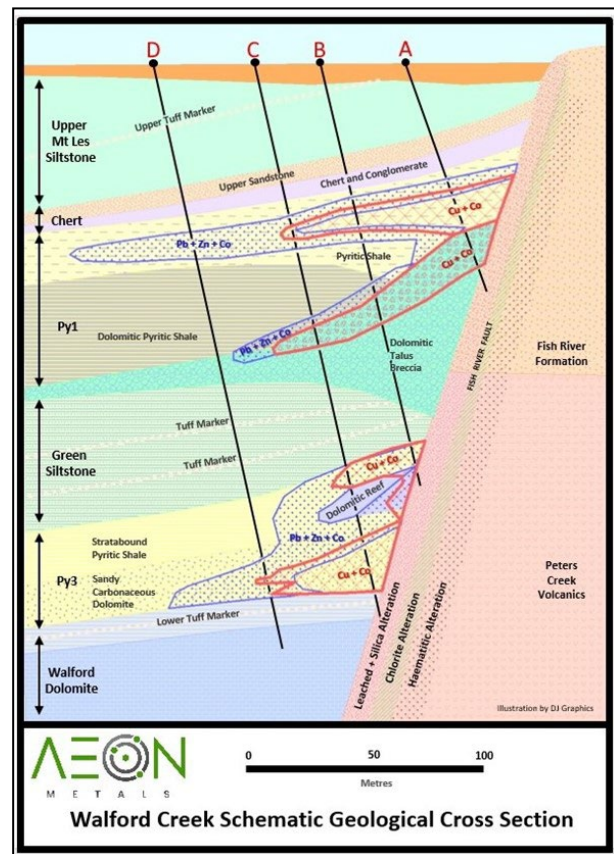 D
C
B
A
Upper
Mt Les
Siltstone
Upper Tuff Marker
Upper Sandstone
Chert and Conglomerate
Chert
Cu + Co
Pb + Zn + Co
Pyritic Shale
Cu + Co
Py1
Dolomitic Pyritic Shale
Pb + Zn + Co
Dolomitic
Talus
Breccia
FISH RIVER FAULT
Fish River
Formation
Tuff Marker
Green
Siltstone
Tuff Marker
Cu + Co
Dolomitic Reef
Stratabound
Pyritic Shale
Pb + Zn + Co
Py3
Sandy
Carbonaceous
Dolomite
Cu + Co
Peters
Creek
Volcanics
Lower Tuff Marker
Walford
Dolomite
Leached + Silica Alteration
Chlorite Alteration
Haematitic Alteration
Illustration by DJ Graphics
AEON
METALS
0 50 100
Metres
Walford Creek Schematic Geological Cross Section